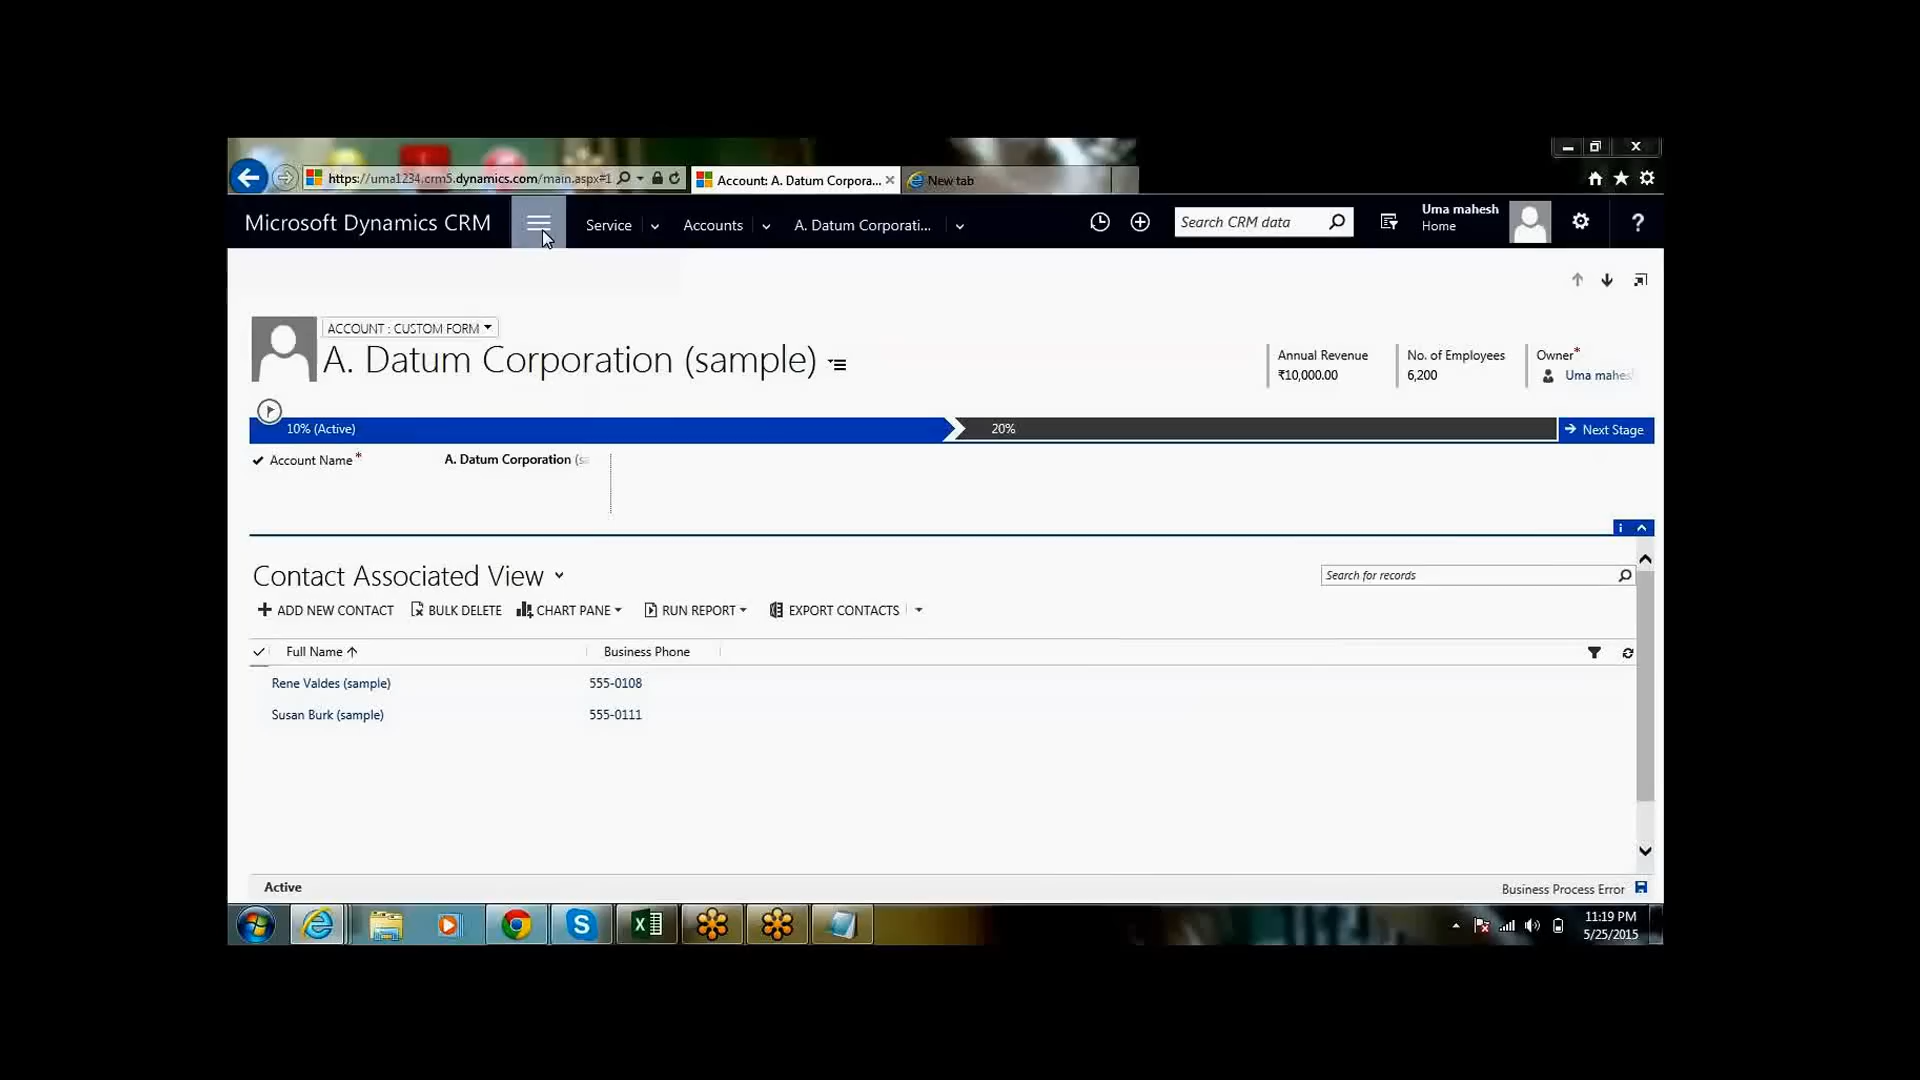 https://uma1234.crm5.dynamics.com/main.aspx#1
Account: A. Datum Corpora...
New tab
Microsoft Dynamics CRM
Service
Accounts
A. Datum Corporati...
Search CRM data
Uma mahesh
Home
?
ACCOUNT : CUSTOM FORM
A. Datum Corporation (sample)
Annual Revenue
₹10,000.00
No. of Employees
6,200
Owner*
Uma mahes
10% (Active)
20%
Next Stage
Account Name*
A. Datum Corporation (sa
Contact Associated View
Search for records
ADD NEW CONTACT
BULK DELETE
CHART PANE
RUN REPORT
EXPORT CONTACTS
Full Name
Business Phone
Rene Valdes (sample)
555-0108
Susan Burk (sample)
555-0111
Active
Business Process Error
11:19 PM
5/25/2015